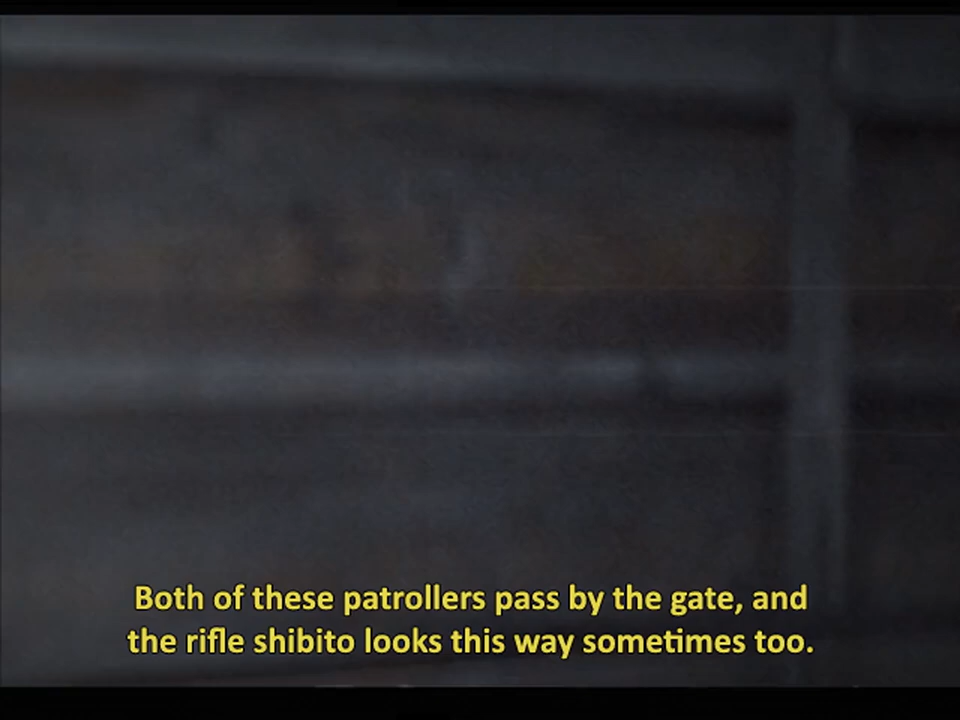 Both of these patrollers pass by the gate, and
the rifle shibito looks this way sometimes too.